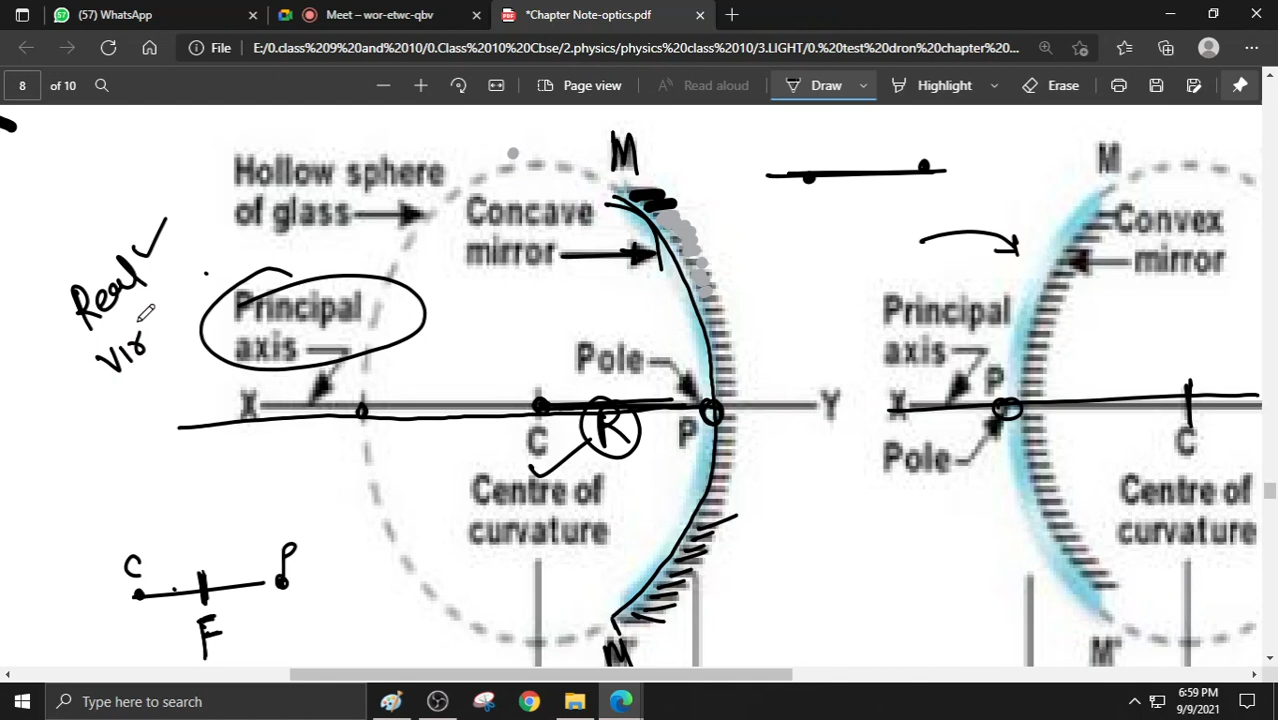 (57) WhatsApp
Meet – wor-etwc-qbv
*Chapter Note-optics.pdf
File
E:/0.class%209%20and%2010/0.Class%2010%20Cbse/2.physics/physics%20class%2010/3.LIGHT/0.%20test%20dron%20chapter%20...
8
of 10
Page view
Read aloud
Draw
Highlight
Erase
M
M
Hollow sphere
of glass
Concave
mirror
Convex
mirror
Real
Vir
Principal
axis
Pole
Principal
axis
P
X
Y
X
R
C
P
C
Pole
Centre of
curvature
Centre of
curvature
C
P
F
M'
M'
Type here to search
6:59 PM
9/9/2021